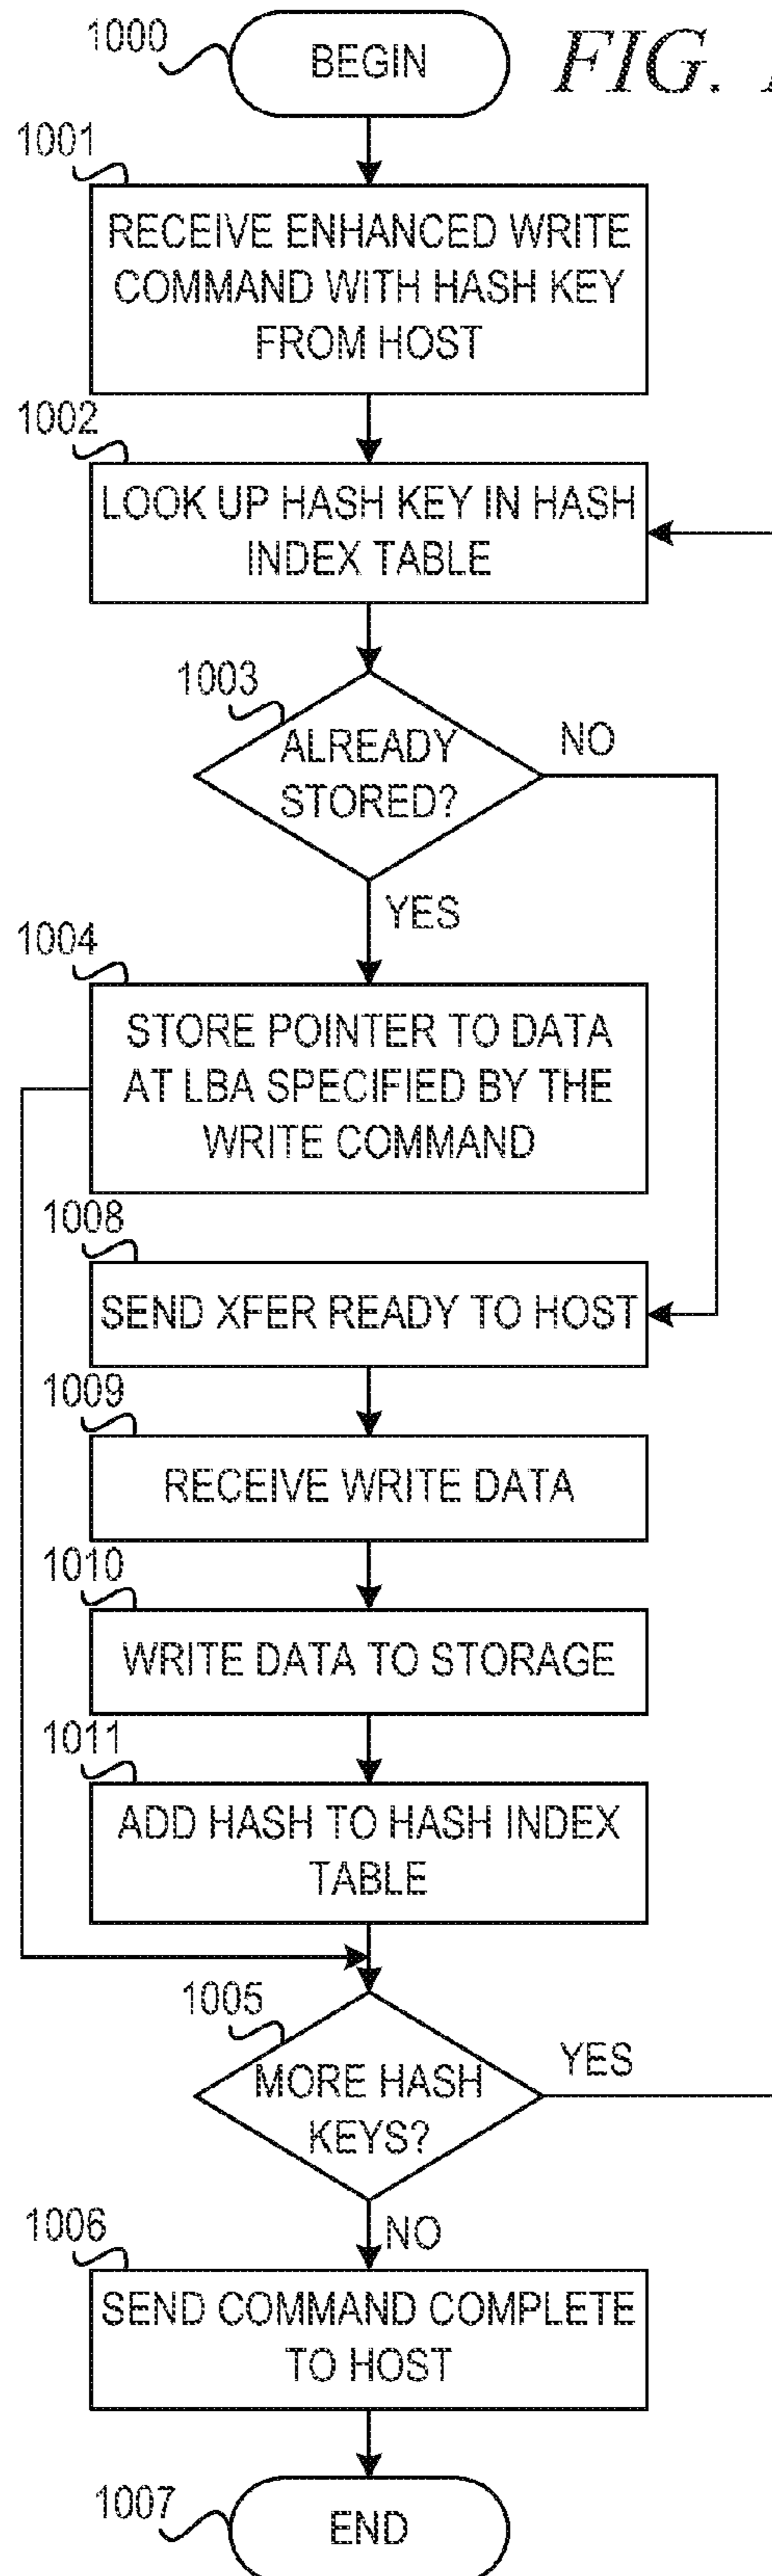 1000
BEGIN
FIG.
1001
RECEIVE ENHANCED WRITE
COMMAND WITH HASH KEY
FROM HOST
1002
LOOK UP HASH KEY IN HASH
INDEX TABLE
1003
ALREADY
STORED?
NO
YES
1004
STORE POINTER TO DATA
AT LBA SPECIFIED BY THE
WRITE COMMAND
1008
SEND XFER READY TO HOST
1009
RECEIVE WRITE DATA
1010
WRITE DATA TO STORAGE
1011
ADD HASH TO HASH INDEX
TABLE
1005
MORE HASH
KEYS?
YES
NO
1006
SEND COMMAND COMPLETE
TO HOST
1007
END